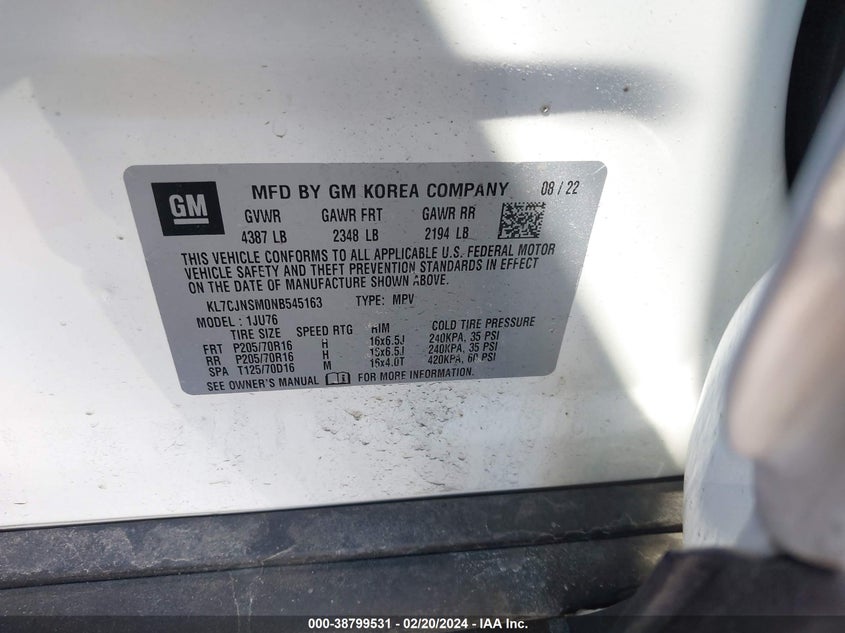 GM
MFD BY GM KOREA COMPANY 08 / 22
GVWR GAWR FRT GAWR RR
4387 LB 2348 LB 2194 LB
THIS VEHICLE CONFORMS TO ALL APPLICABLE U.S. FEDERAL MOTOR
VEHICLE SAFETY AND THEFT PREVENTION STANDARDS IN EFFECT
ON THE DATE OF MANUFACTURE SHOWN ABOVE.
KL7CJNSM0NB545163 TYPE: MPV
MODEL : 1JU76
TIRE SIZE SPEED RTG RIM COLD TIRE PRESSURE
FRT P205/70R16 H 16x6.5J 240KPA, 35 PSI
RR P205/70R16 H 16x6.5J 240KPA, 35 PSI
SPA T125/70D16 M 16x4.0T 420KPA, 60 PSI
SEE OWNER'S MANUAL FOR MORE INFORMATION.
000-38799531 - 02/20/2024 - IAA Inc.